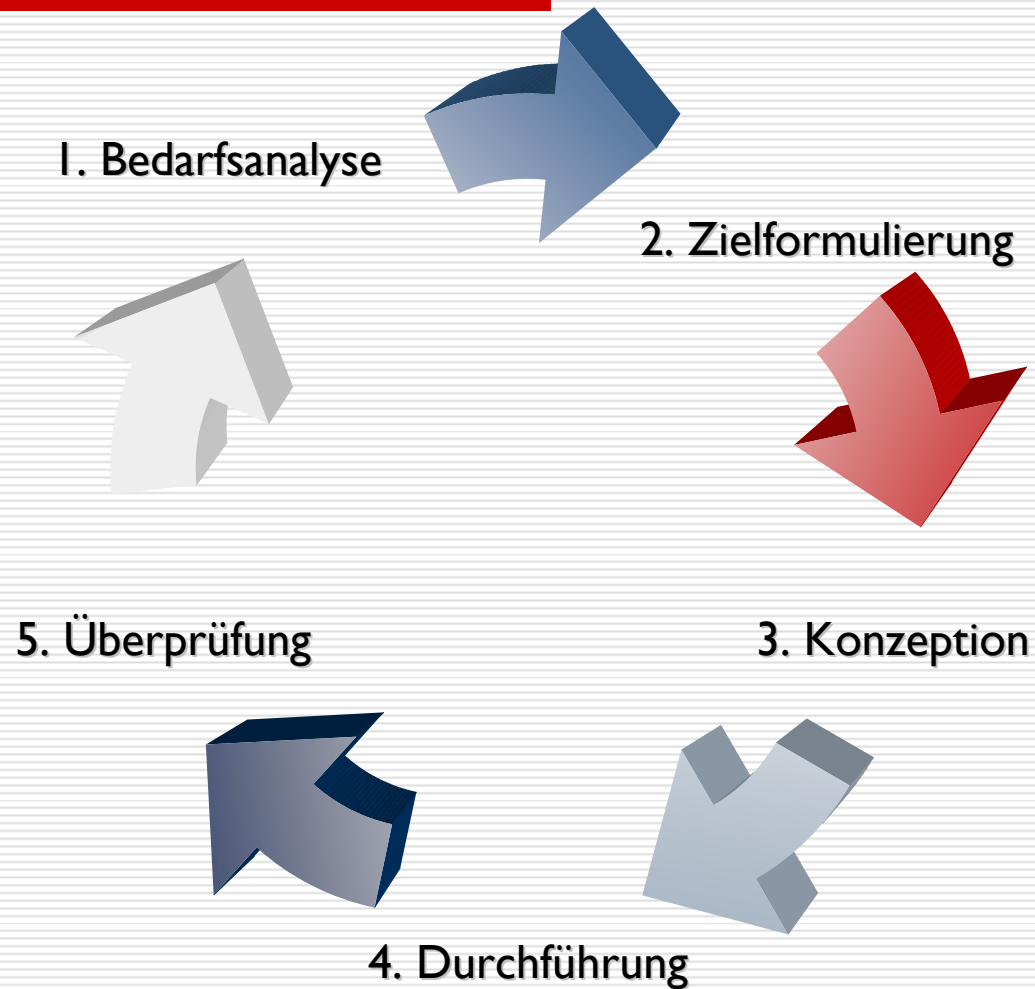 1. Bedarfsanalyse
2. Zielformulierung
3. Konzeption
4. Durchführung
5. Überprüfung